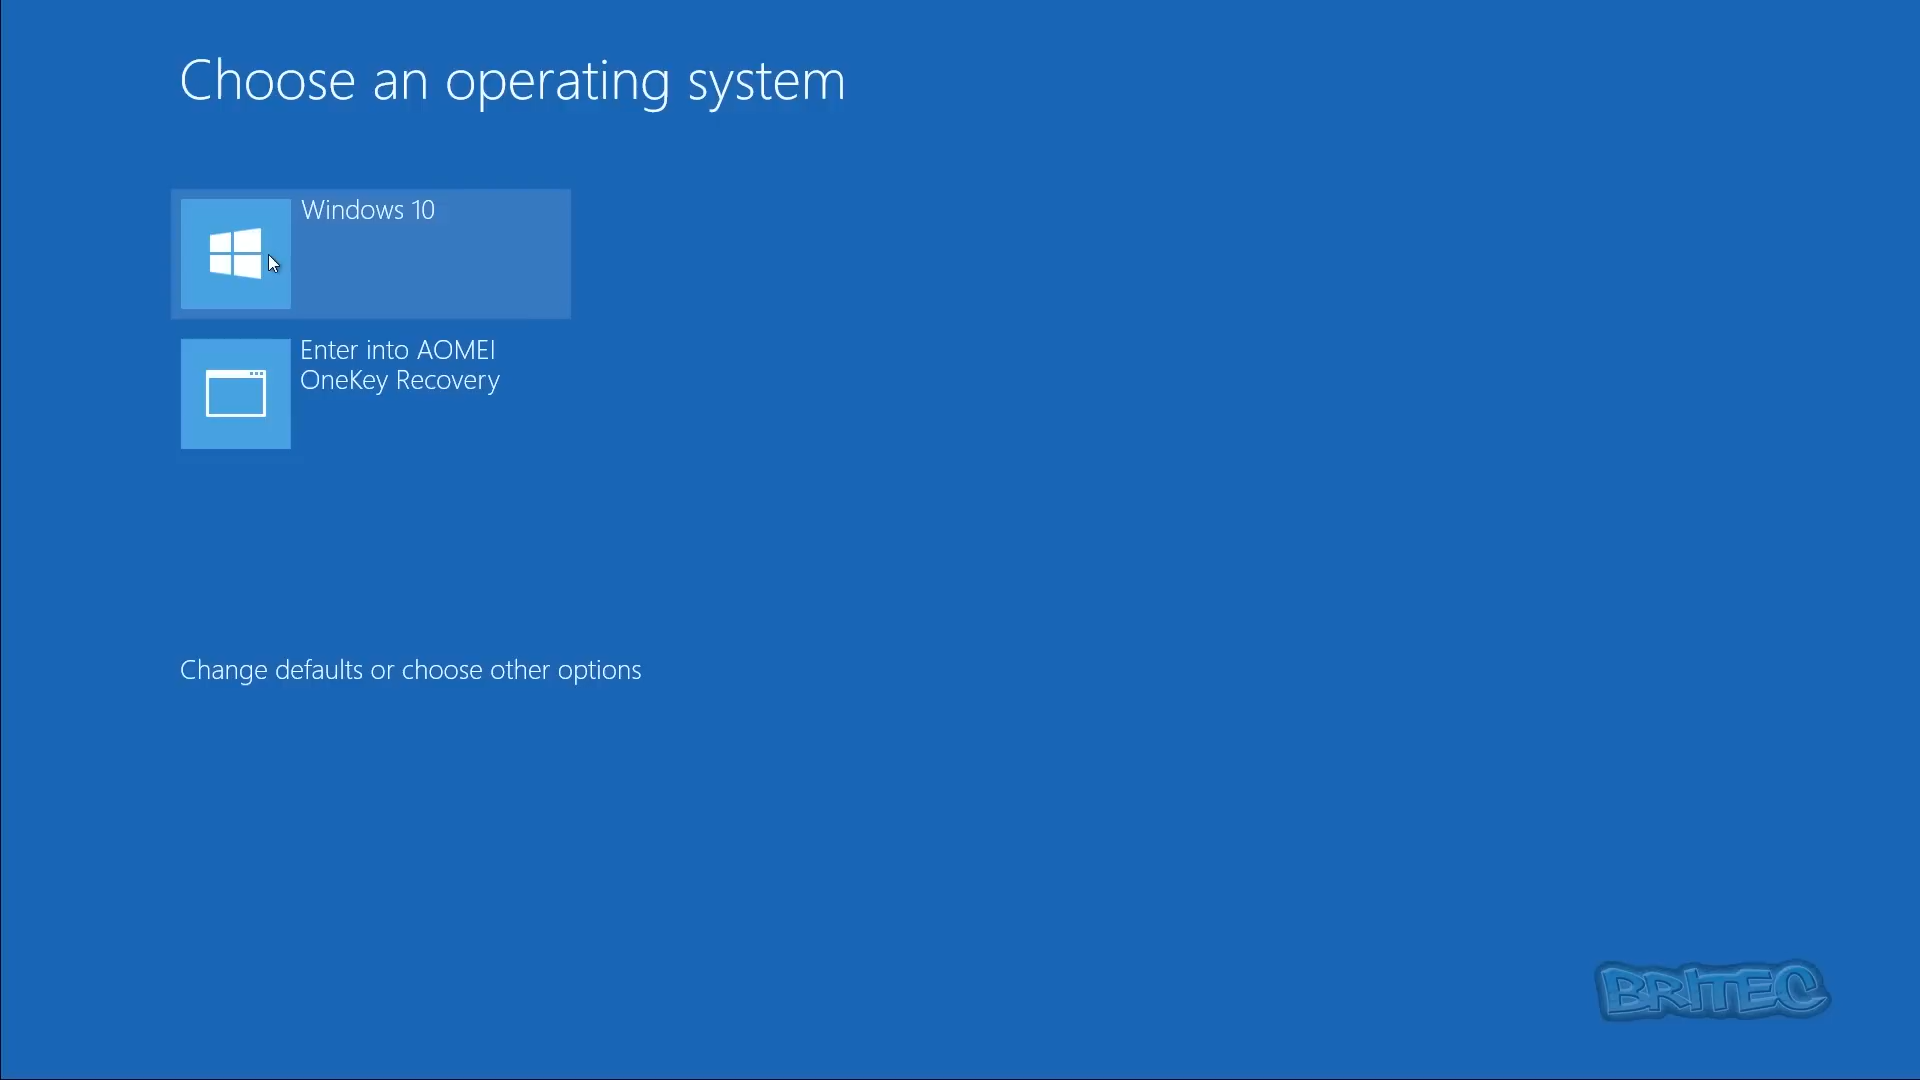 Choose an operating system
Windows 10
Enter into AOMEI
OneKey Recovery
Change defaults or choose other options
BRITEC